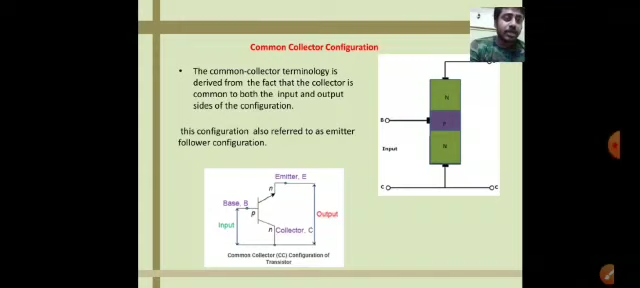 Common Collector Configuration
• The common-collector terminology is
derived from the fact that the collector is
common to both the input and output
sides of the configuration.
this configuration also referred to as emitter
follower configuration.
N
B
P
N
Input
C
C
Emitter, E
n
Base, B
p
Output
Input
n
Collector, C
Common Collector (CC) Configuration of
Transistor